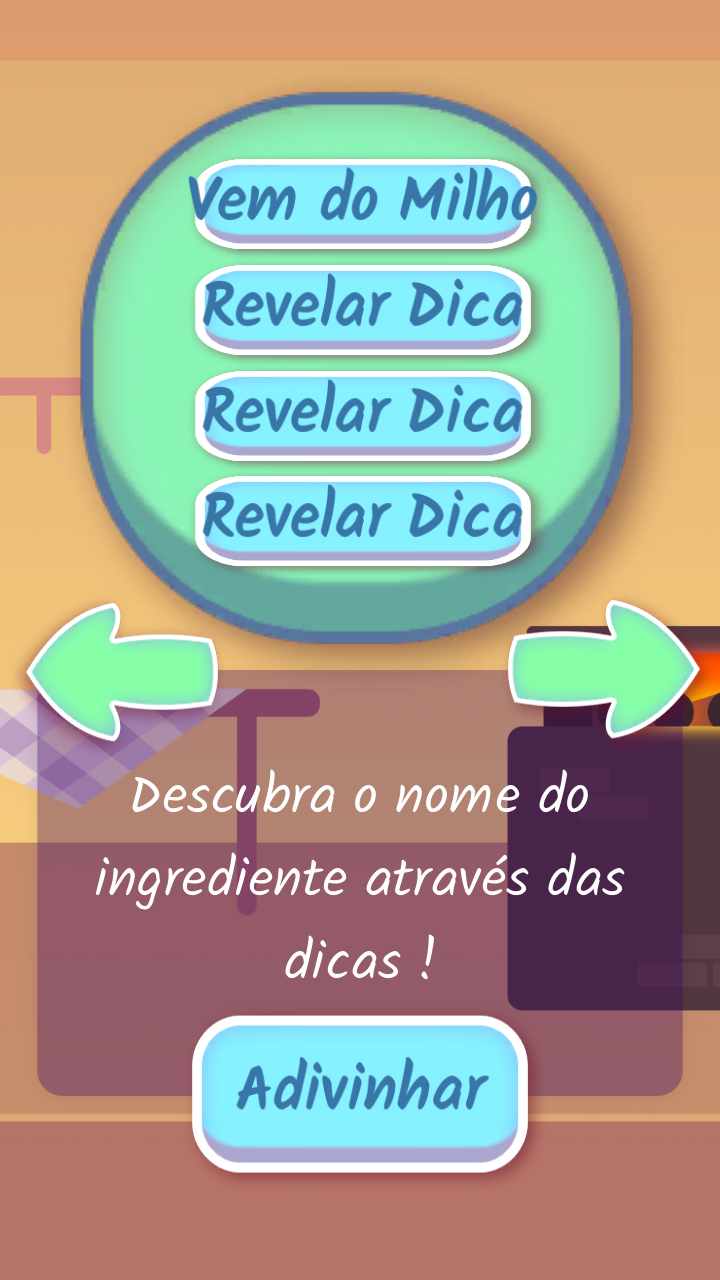 Vem do Milho
Revelar Dica
Revelar Dica
Revelar Dica
Descubra o nome do
ingrediente através das
dicas !
Adivinhar